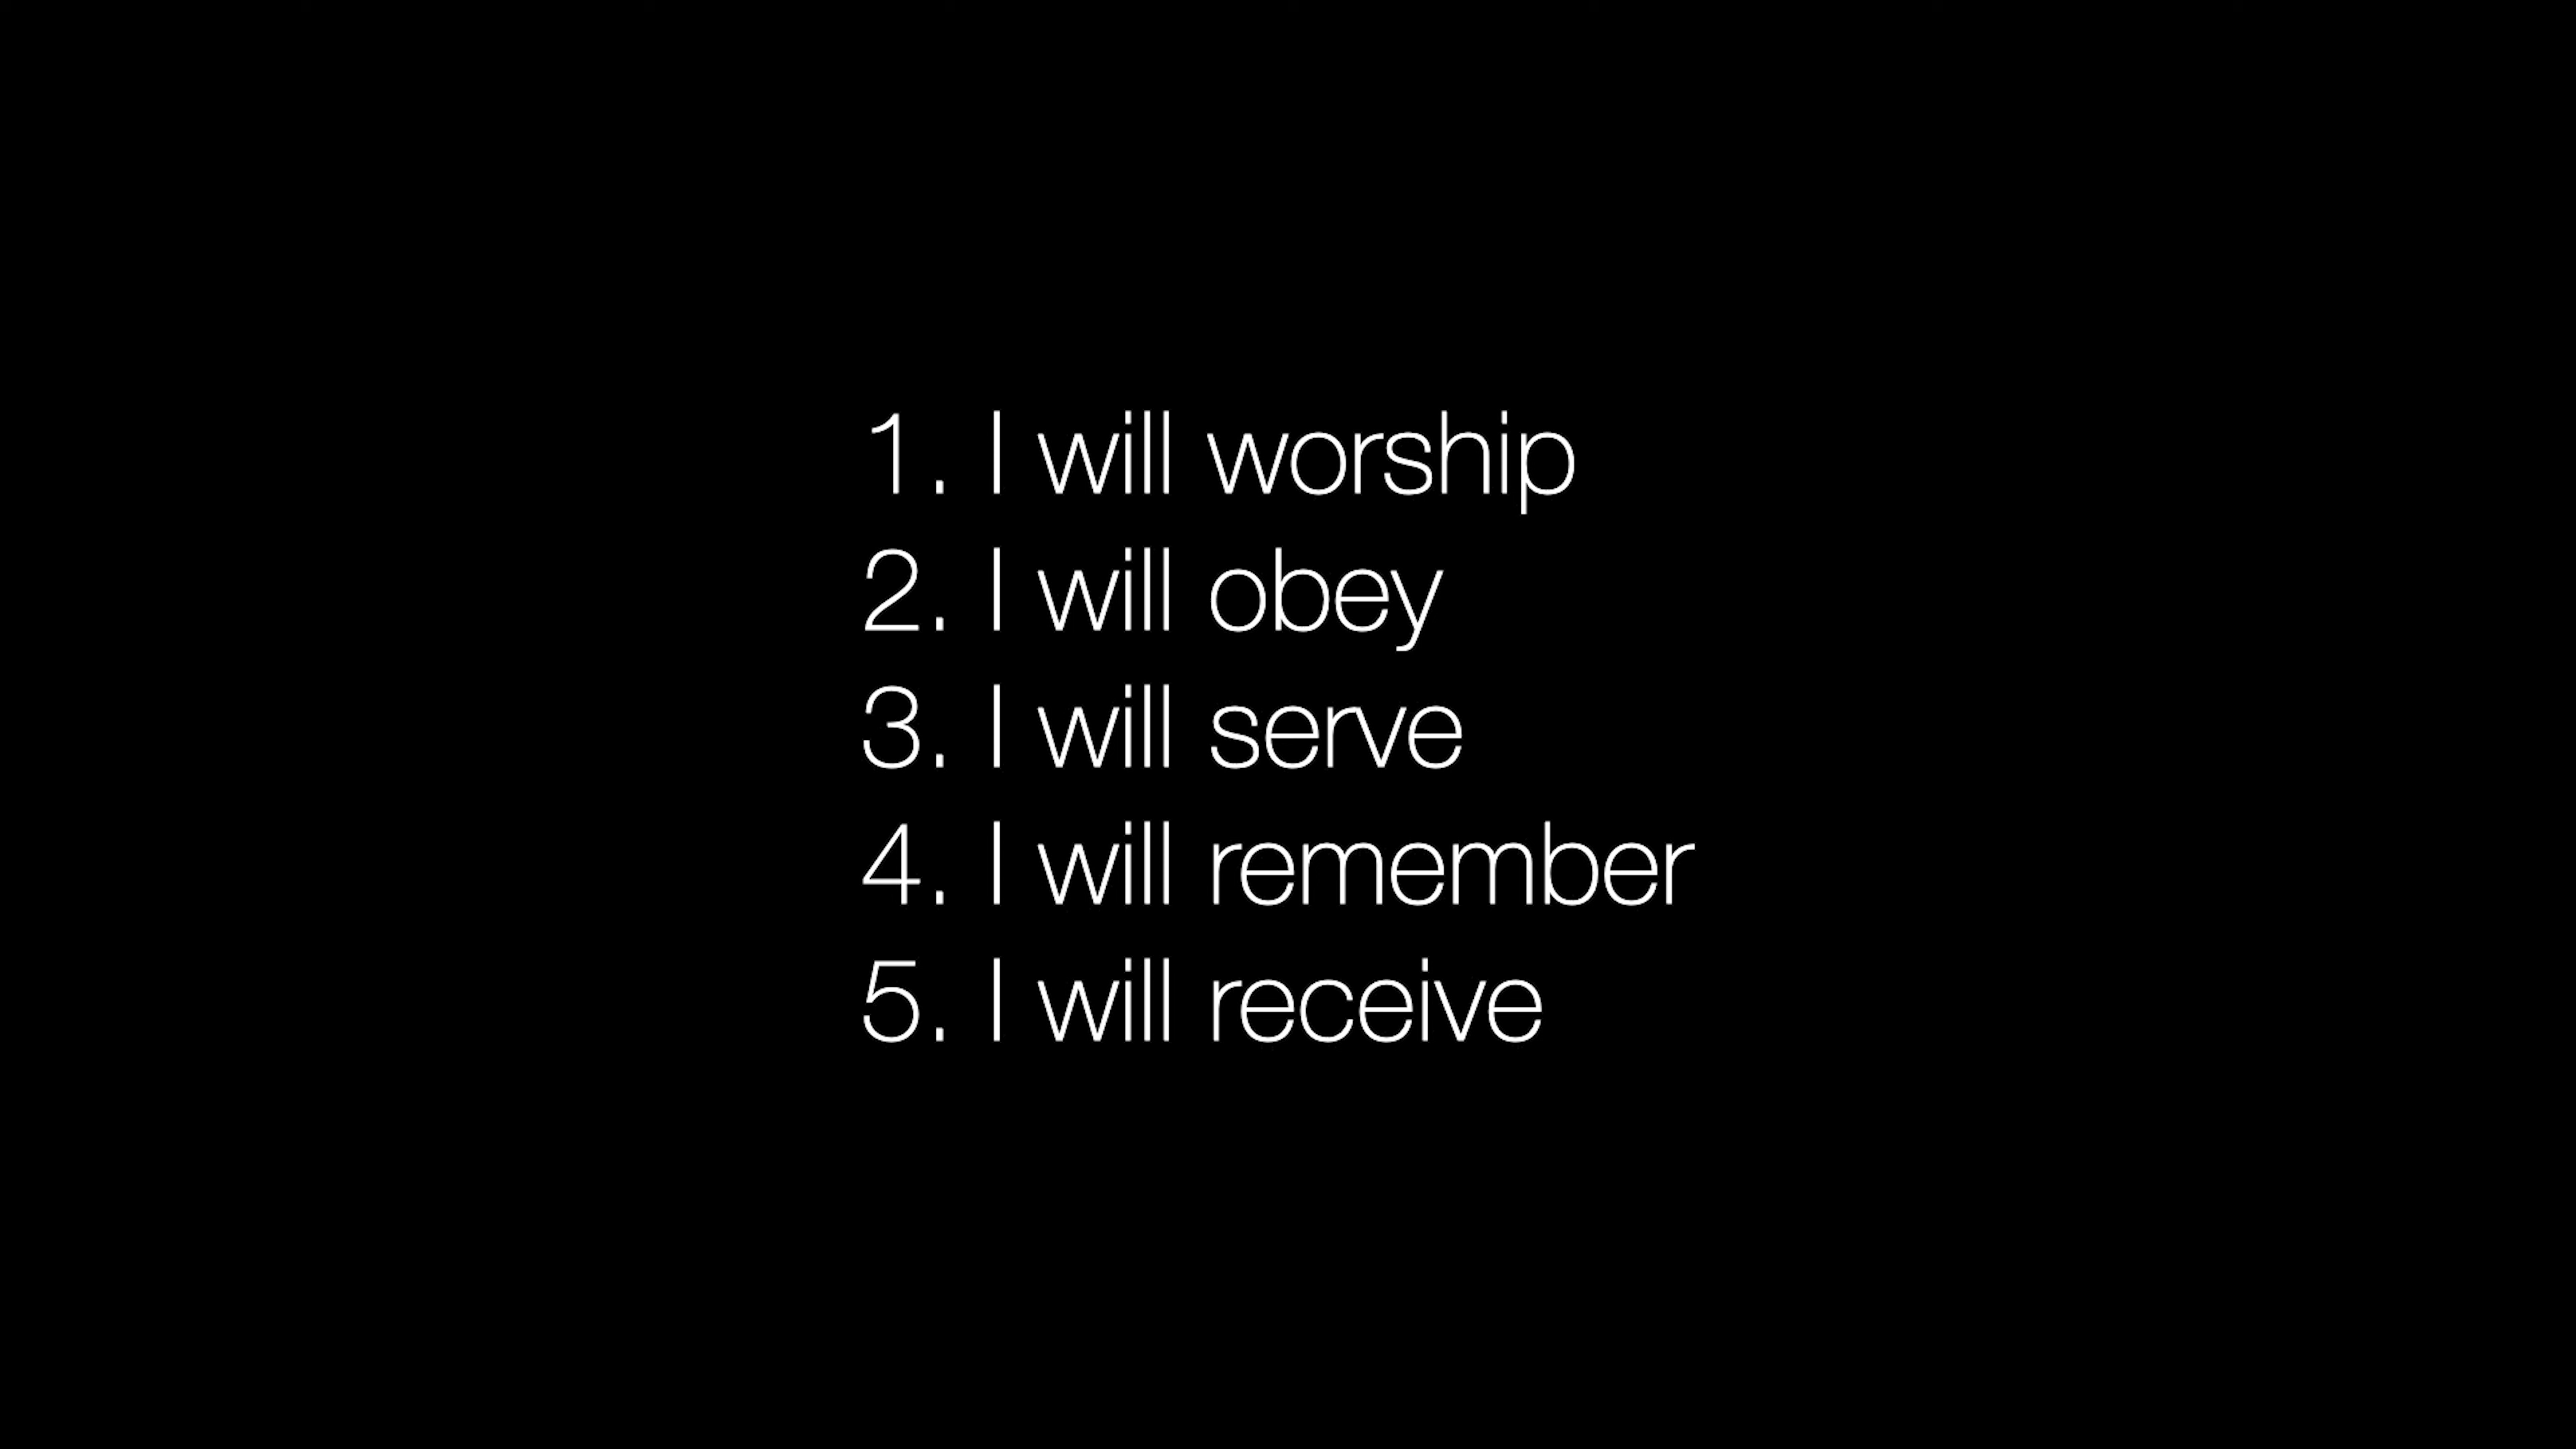 1. I will worship
2. I will obey
3. I will serve
4. I will remember
5. I will receive